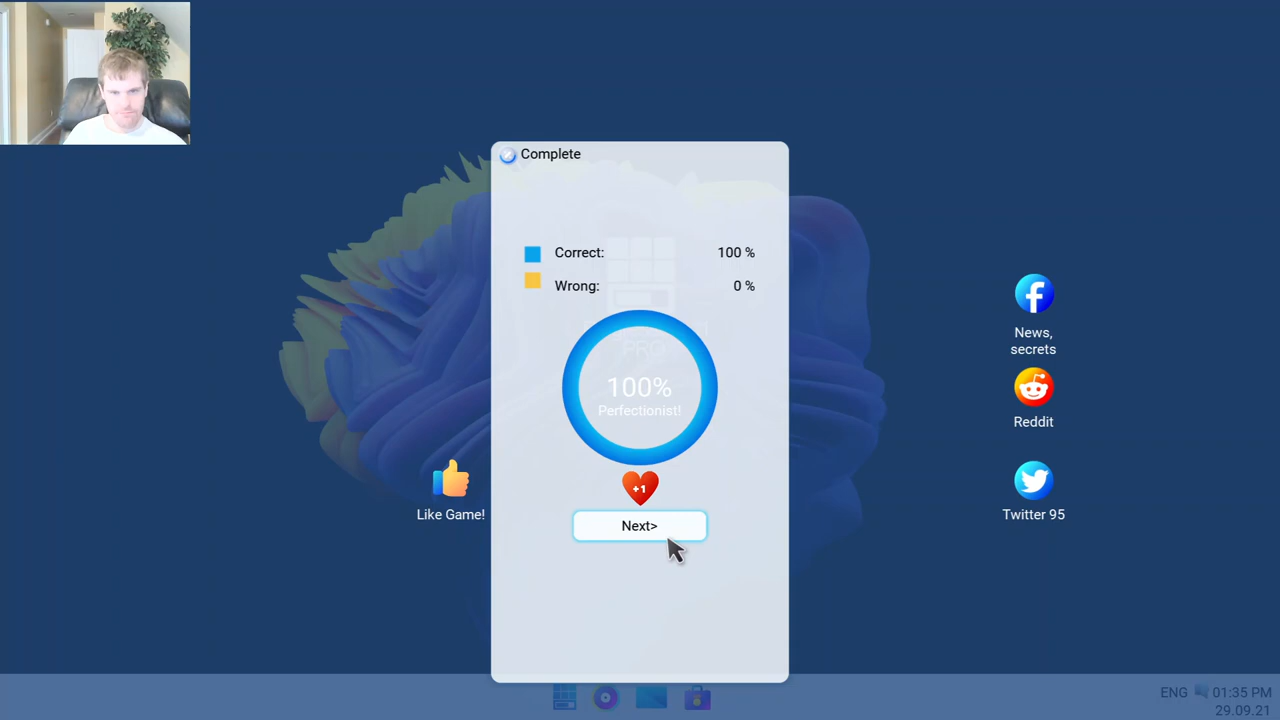 Complete
Correct: 100 %
Wrong: 0 %
PRO
100%
Perfectionist!
+1
Next>
Like Game!
News,
secrets
Reddit
Twitter 95
ENG 01:35 PM
29.09.21